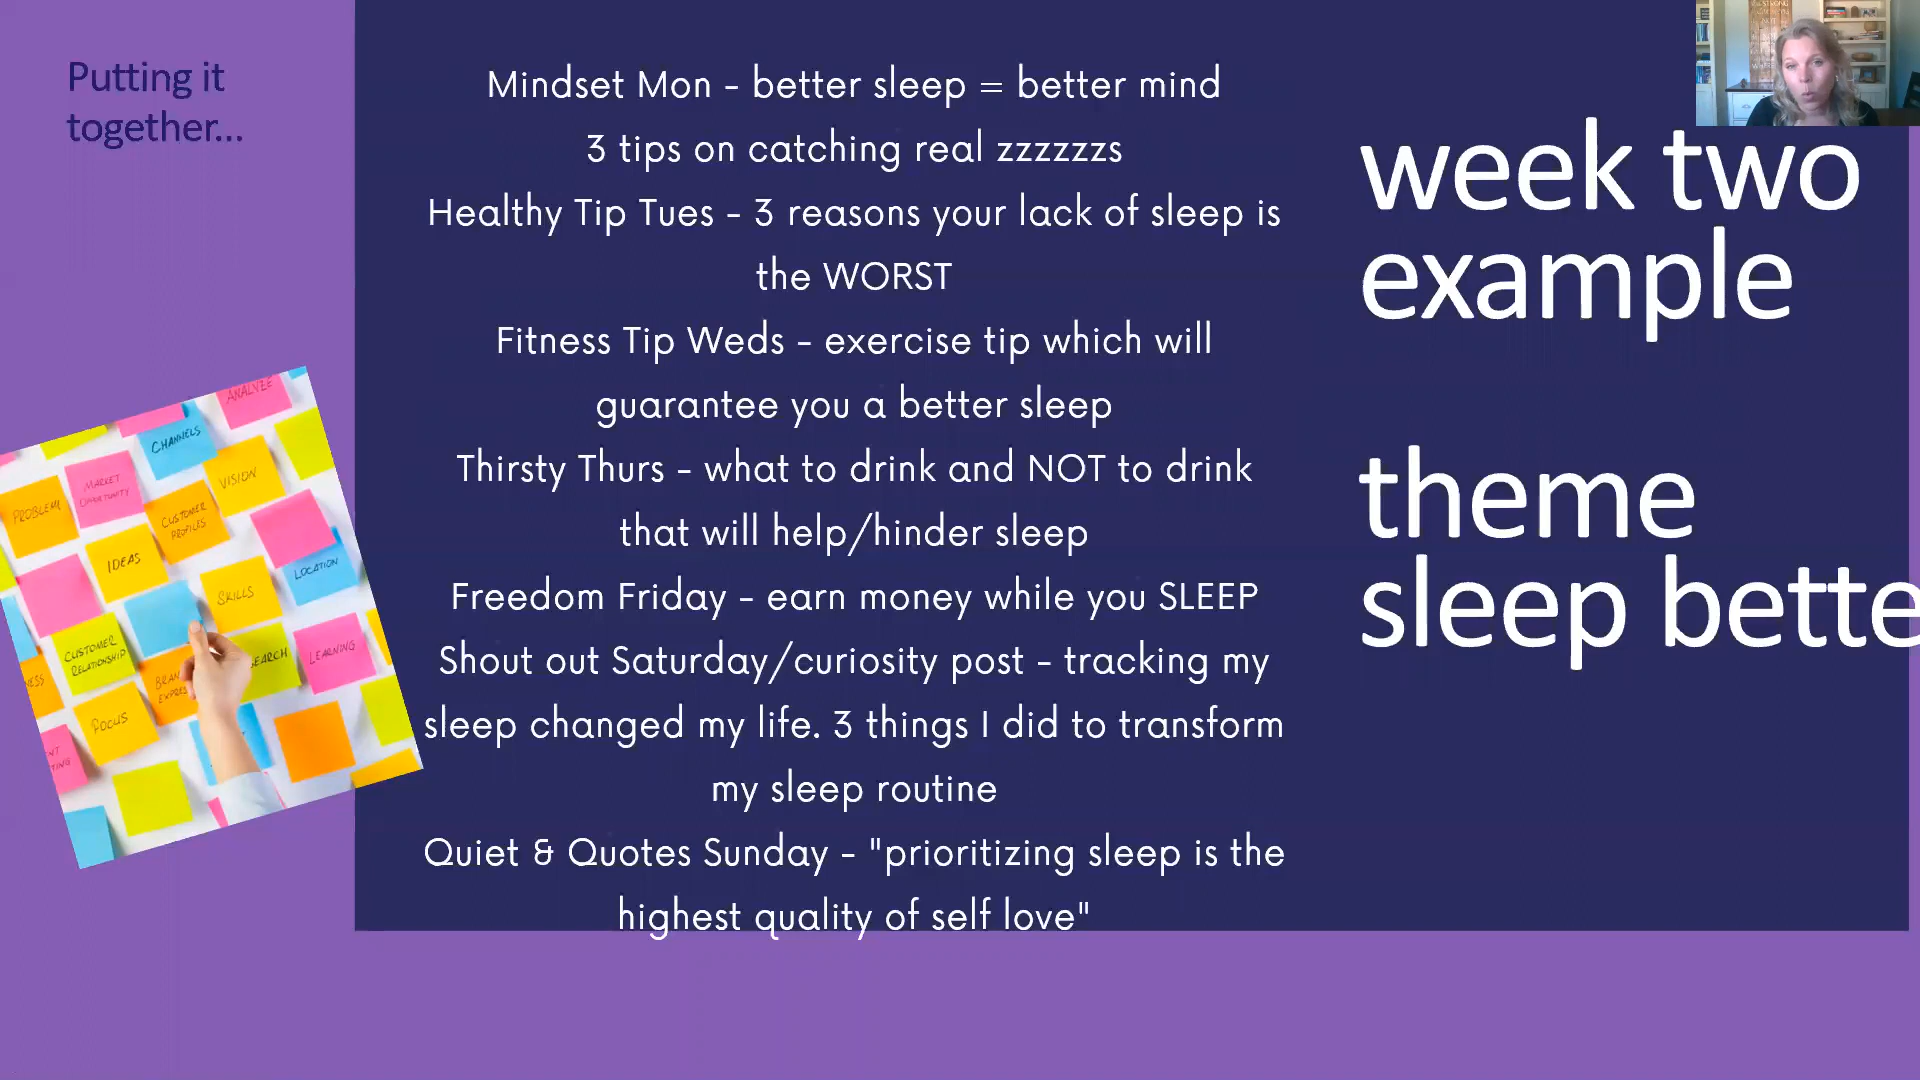 Putting it
together...
Mindset Mon - better sleep = better mind
3 tips on catching real zzzzzzs
Healthy Tip Tues - 3 reasons your lack of sleep is
the WORST
Fitness Tip Weds - exercise tip which will
guarantee you a better sleep
Thirsty Thurs - what to drink and NOT to drink
that will help/hinder sleep
Freedom Friday - earn money while you SLEEP
Shout out Saturday/curiosity post - tracking my
sleep changed my life. 3 things I did to transform
my sleep routine
Quiet & Quotes Sunday - "prioritizing sleep is the
highest quality of self love"
week two
example
theme
sleep bette
ANALYZE
CHANNELS
MARKET
OPPORTUNITY
VISION
PROBLEM
CUSTOMER
PROFILES
IDEAS
LOCATION
SKILLS
CUSTOMER
RELATIONSHIP
EARCH
LEARNING
BRAN
EXPRES
FOCUS